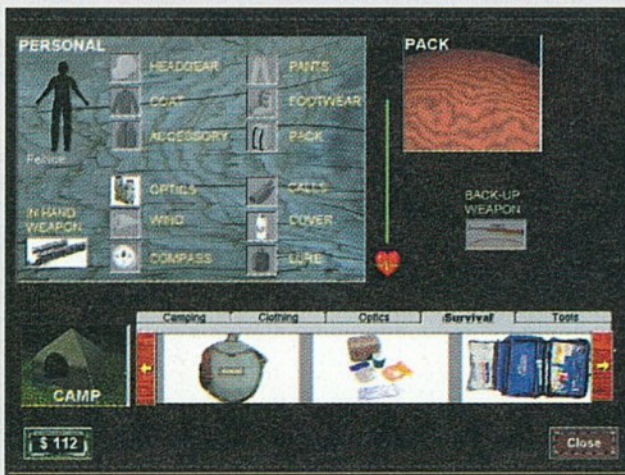 PERSONAL
HEADGEAR
PANTS
COAT
FOOTWEAR
ACCESSORY
PACK
OPTICS
CALLS
IN HAND
WEAPON
WIND
COVER
COMPASS
LURE
PACK
BACK-UP
WEAPON
Camping
Clothing
Optics
Survival
Tools
CAMP
$ 112
Close